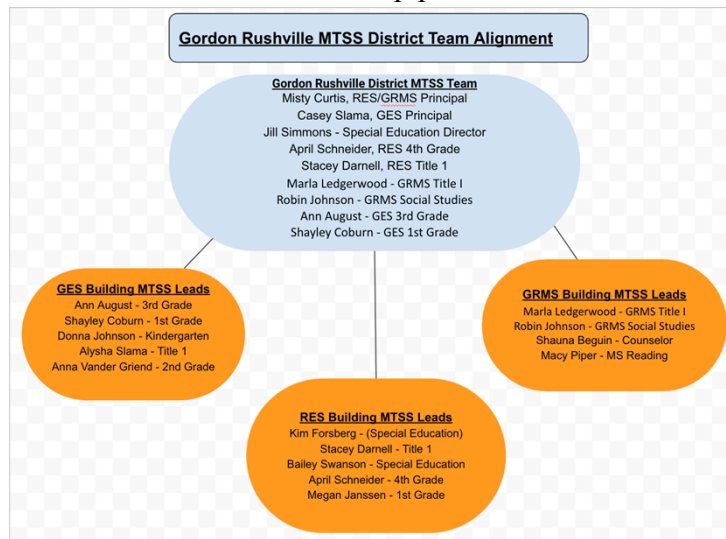 Gordon Rushville MTSS District Team Alignment
Gordon Rushville District MTSS Team
Misty Curtis, RES/GRMS Principal
Casey Slama, GES Principal
Jill Simmons - Special Education Director
April Schneider, RES 4th Grade
Stacey Darnell, RES Title 1
Marla Ledgerwood - GRMS Title I
Robin Johnson - GRMS Social Studies
Ann August - GES 3rd Grade
Shayley Coburn - GES 1st Grade
GES Building MTSS Leads
Ann August - 3rd Grade
Shayley Coburn - 1st Grade
Donna Johnson - Kindergarten
Alysha Slama - Title 1
Anna Vander Griend - 2nd Grade
GRMS Building MTSS Leads
Marla Ledgerwood - GRMS Title I
Robin Johnson - GRMS Social Studies
Shauna Beguin - Counselor
Macy Piper - MS Reading
RES Building MTSS Leads
Kim Forsberg - (Special Education)
Stacey Darnell - Title 1
Bailey Swanson - Special Education
April Schneider - 4th Grade
Megan Janssen - 1st Grade